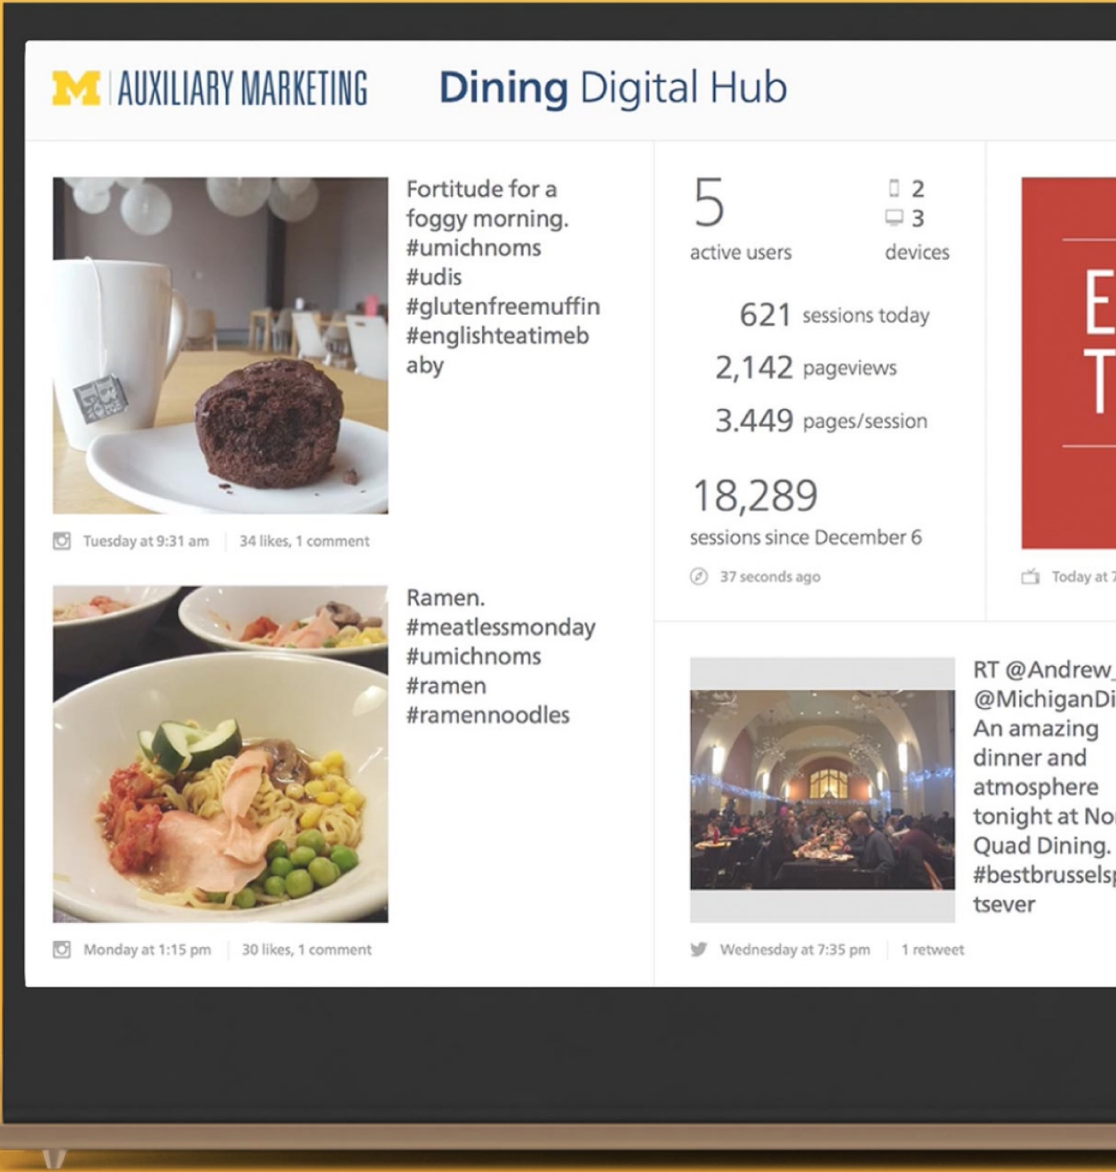 M AUXILIARY MARKETING
Dining Digital Hub
Fortitude for a
foggy morning.
#umichnoms
#udis
#glutenfreemuffin
#englishteatimeb
aby
Tuesday at 9:31 am 34 likes, 1 comment
Ramen.
#meatlessmonday
#umichnoms
#ramen
#ramennoodles
Monday at 1:15 pm 30 likes, 1 comment
5
active users
2
3
devices
621 sessions today
2,142 pageviews
3.449 pages/session
18,289
sessions since December 6
37 seconds ago
E
T
Today at 7
RT @Andrew_
@MichiganDi
An amazing
dinner and
atmosphere
tonight at No
Quad Dining.
#bestbrusselsp
tsever
Wednesday at 7:35 pm 1 retweet